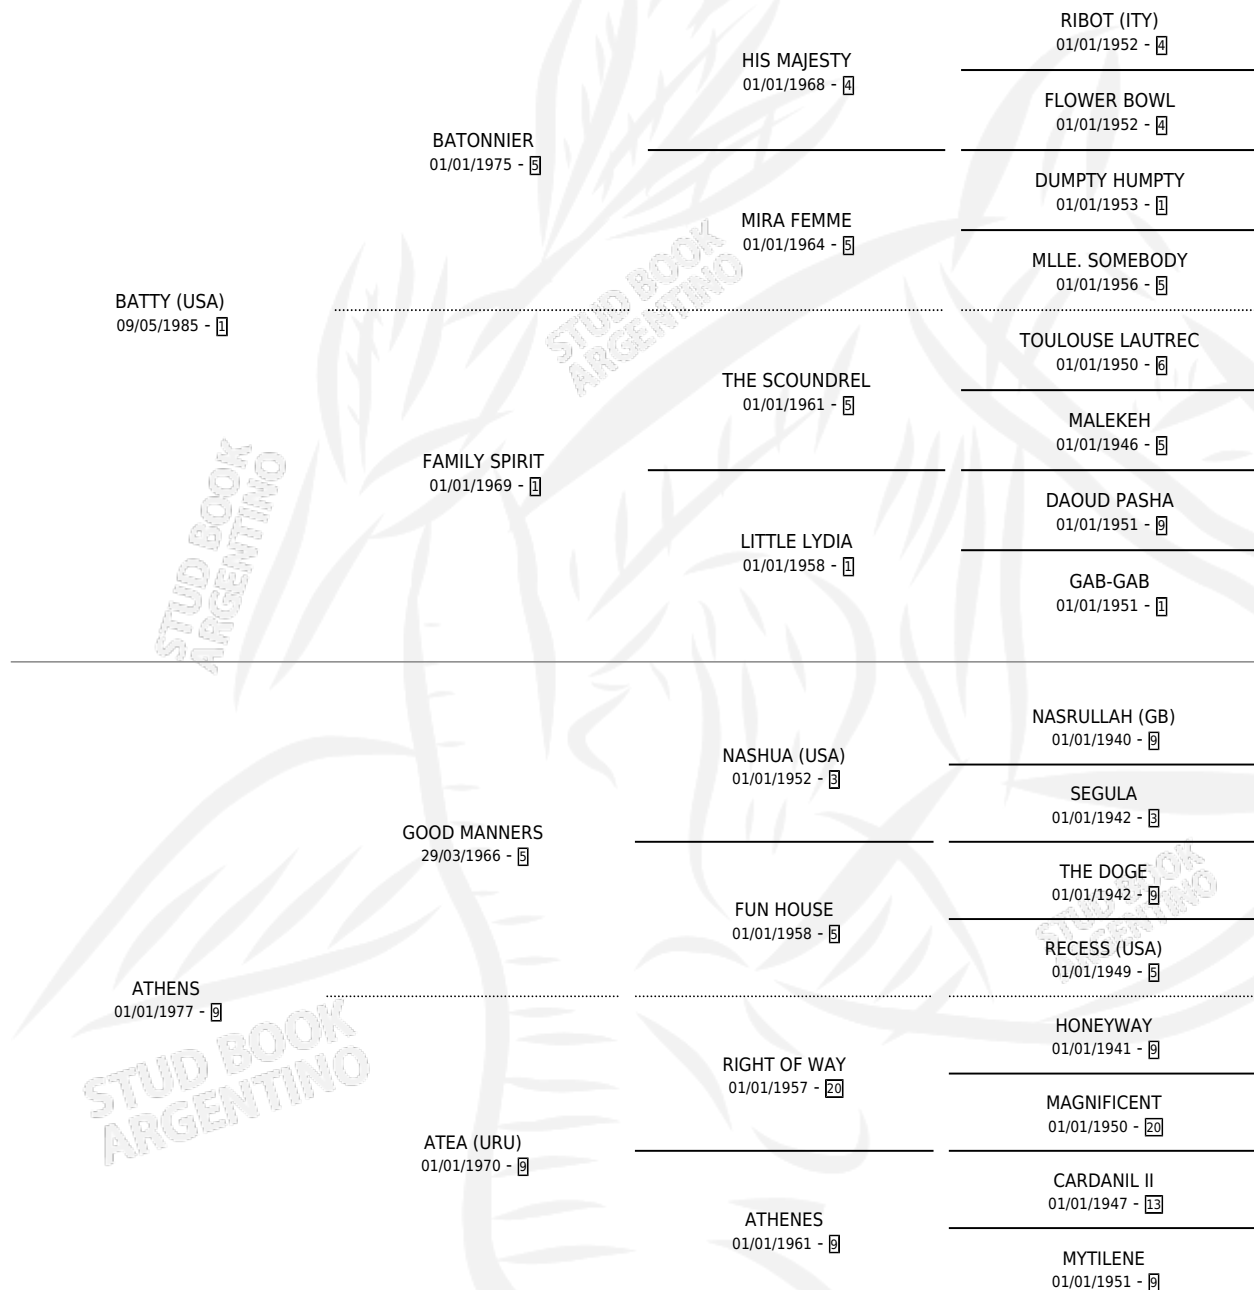 RIBOT (ITY)
01/01/1952 - 4
HIS MAJESTY
01/01/1968 - 4
FLOWER BOWL
01/01/1952 - 4
BATONNIER
01/01/1975 - 5
DUMPTY HUMPTY
01/01/1953 - 1
MIRA FEMME
01/01/1964 - 5
MLLE. SOMEBODY
01/01/1956 - 5
BATTY (USA)
09/05/1985 - 1
STUD BOOK
ARGENTINO
TOULOUSE LAUTREC
01/01/1950 - 6
THE SCOUNDREL
01/01/1961 - 5
MALEKEH
01/01/1946 - 5
FAMILY SPIRIT
01/01/1969 - 1
DAOUD PASHA
01/01/1951 - 9
LITTLE LYDIA
01/01/1958 - 1
GAB-GAB
01/01/1951 - 1
STUD BOOK
ARGENTINO
NASRULLAH (GB)
01/01/1940 - 9
NASHUA (USA)
01/01/1952 - 3
SEGULA
01/01/1942 - 3
GOOD MANNERS
29/03/1966 - 5
THE DOGE
01/01/1942 - 9
FUN HOUSE
01/01/1958 - 5
STUD BOOK
ARGENTINO
RECESS (USA)
01/01/1949 - 5
ATHENS
01/01/1977 - 9
HONEYWAY
01/01/1941 - 9
RIGHT OF WAY
01/01/1957 - 20
MAGNIFICENT
01/01/1950 - 20
STUD BOOK
ARGENTINO
ATEA (URU)
01/01/1970 - 9
CARDANIL II
01/01/1947 - 13
ATHENES
01/01/1961 - 9
MYTILENE
01/01/1951 - 9